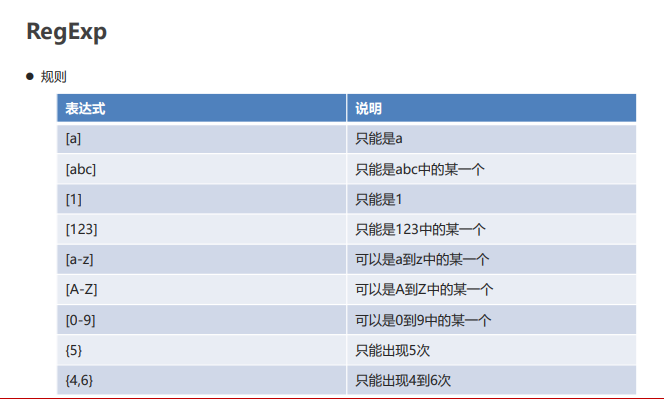 RegExp
● 规则
表达式 说明
[a] 只能是a
[abc] 只能是abc中的某一个
[1] 只能是1
[123] 只能是123中的某一个
[a-z] 可以是a到z中的某一个
[A-Z] 可以是A到Z中的某一个
[0-9] 可以是0到9中的某一个
{5} 只能出现5次
{4,6} 只能出现4到6次